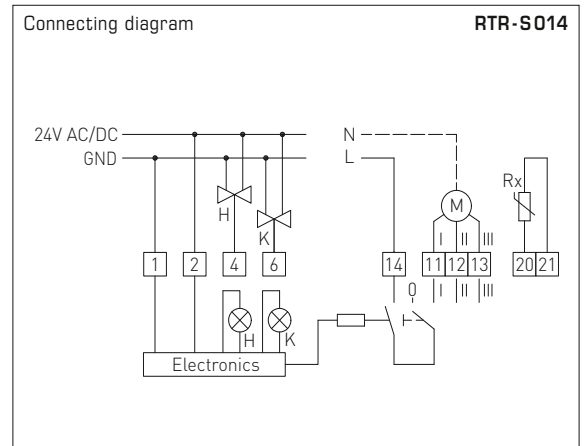 Connecting diagram RTR-S014
24V AC/DC N
GND L
Rx
H M
K I II III
1 2 4 6 14 11 12 13 20 21
0 I II III
H K
Electronics